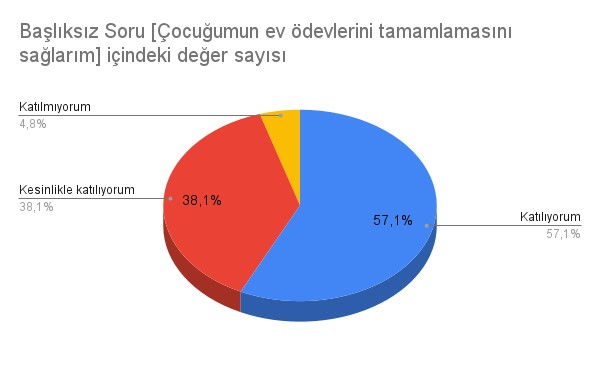 Başlıksız Soru [Çocuğumun ev ödevlerini tamamlamasını
sağlarım] içindeki değer sayısı
Katılmıyorum
4,8%
Kesinlikle katılıyorum
38,1%
38,1%
57,1%
Katılıyorum
57,1%